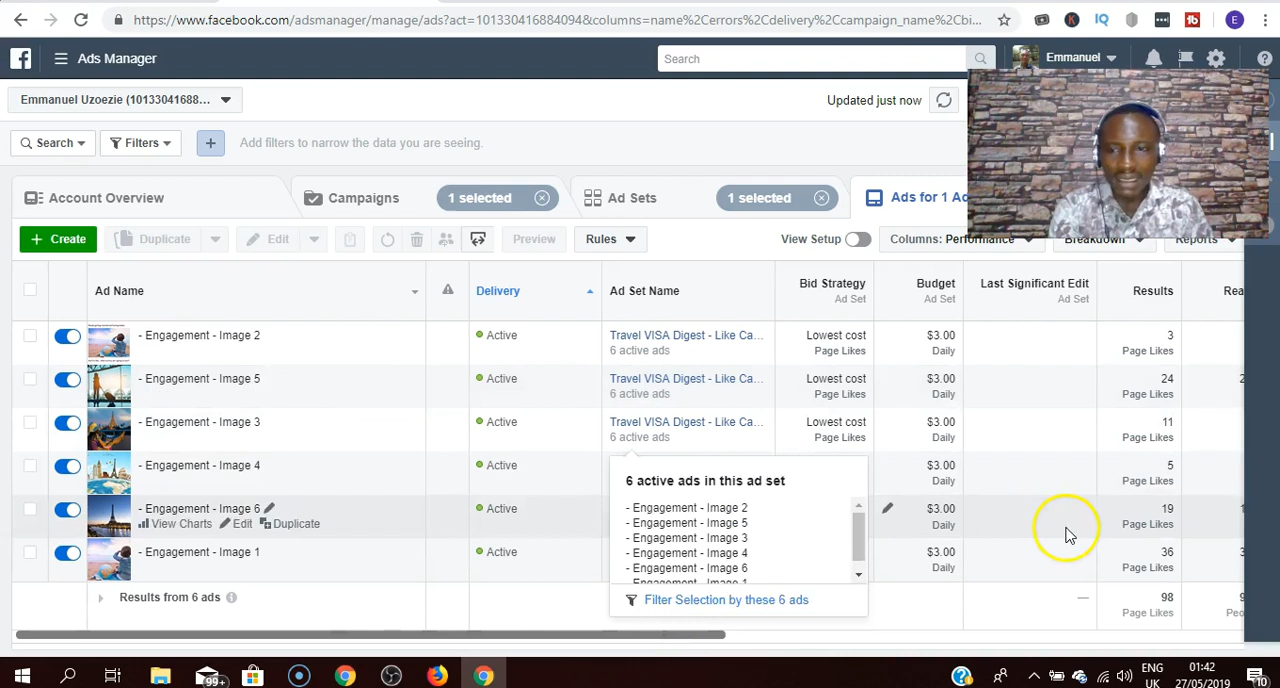 https://www.facebook.com/adsmanager/manage/ads?act=101330416884094&columns=name%2Cerrors%2Cdelivery%2Ccampaign_name%2Cbi...
K
IQ
E
Ads Manager
Search
Emmanuel
Emmanuel Uzoezie (10133041688...
Updated just now
Search
Filters
Add filters to narrow the data you are seeing.
Account Overview
Campaigns
1 selected
Ad Sets
1 selected
Ads for 1 Ad
Create
Duplicate
Edit
Preview
Rules
View Setup
Columns: Performance
Breakdown
Reports
Ad Name
Delivery
Ad Set Name
Bid Strategy
Ad Set
Budget
Ad Set
Last Significant Edit
Ad Set
Results
- Engagement - Image 2
Active
Travel VISA Digest - Like Ca...
6 active ads
Lowest cost
Page Likes
$3.00
Daily
3
Page Likes
- Engagement - Image 5
Active
Travel VISA Digest - Like Ca...
6 active ads
Lowest cost
Page Likes
$3.00
Daily
24
Page Likes
- Engagement - Image 3
Active
Travel VISA Digest - Like Ca...
6 active ads
Lowest cost
Page Likes
$3.00
Daily
11
Page Likes
- Engagement - Image 4
Active
$3.00
Daily
5
Page Likes
- Engagement - Image 6
View Charts Edit Duplicate
Active
$3.00
Daily
19
Page Likes
- Engagement - Image 1
Active
$3.00
Daily
36
Page Likes
6 active ads in this ad set
- Engagement - Image 2
- Engagement - Image 5
- Engagement - Image 3
- Engagement - Image 4
- Engagement - Image 6
- Engagement - Image 1
Filter Selection by these 6 ads
Results from 6 ads
—
98
Page Likes
99+
ENG
UK
01:42
27/05/2019
10